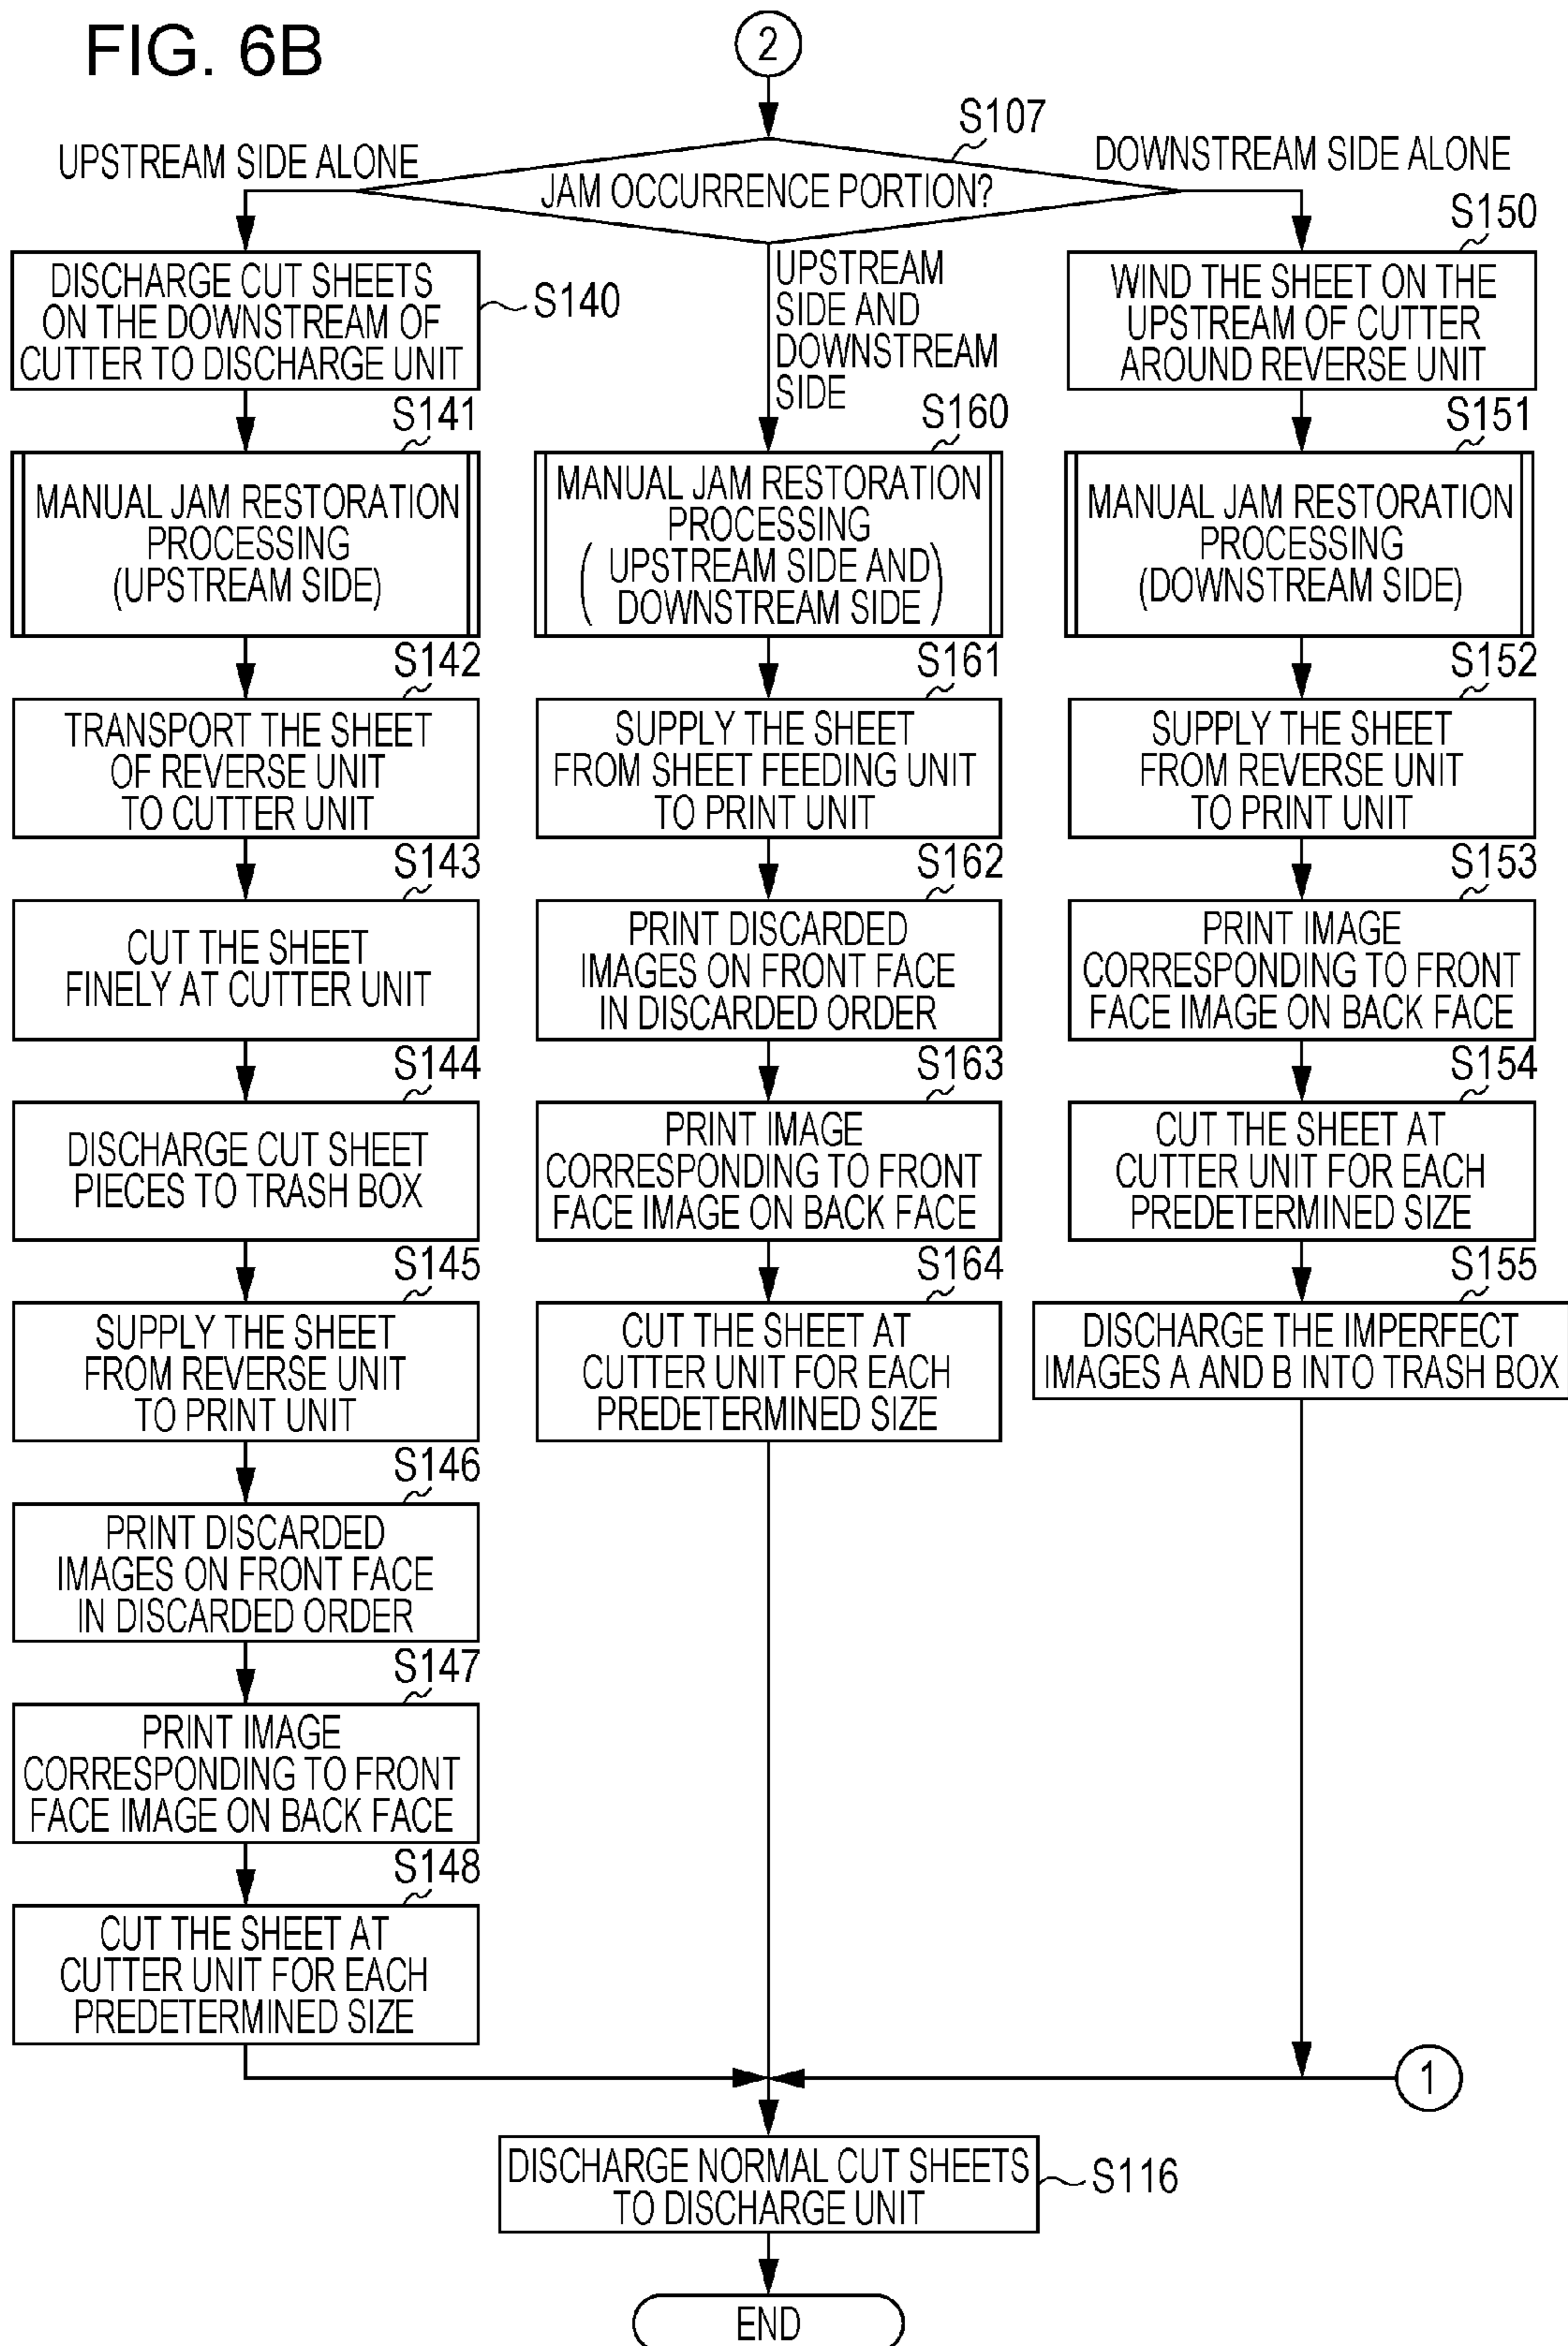 FIG. 6B
2
S107
UPSTREAM SIDE ALONE
JAM OCCURRENCE PORTION?
DOWNSTREAM SIDE ALONE
DISCHARGE CUT SHEETS
ON THE DOWNSTREAM OF
CUTTER TO DISCHARGE UNIT
S140
S141
MANUAL JAM RESTORATION
PROCESSING
(UPSTREAM SIDE)
S142
TRANSPORT THE SHEET
OF REVERSE UNIT
TO CUTTER UNIT
S143
CUT THE SHEET
FINELY AT CUTTER UNIT
S144
DISCHARGE CUT SHEET
PIECES TO TRASH BOX
S145
SUPPLY THE SHEET
FROM REVERSE UNIT
TO PRINT UNIT
S146
PRINT DISCARDED
IMAGES ON FRONT FACE
IN DISCARDED ORDER
S147
PRINT IMAGE
CORRESPONDING TO FRONT
FACE IMAGE ON BACK FACE
S148
CUT THE SHEET AT
CUTTER UNIT FOR EACH
PREDETERMINED SIZE
UPSTREAM
SIDE AND
DOWNSTREAM
SIDE
S160
MANUAL JAM RESTORATION
PROCESSING
(UPSTREAM SIDE AND
DOWNSTREAM SIDE)
S161
SUPPLY THE SHEET
FROM SHEET FEEDING UNIT
TO PRINT UNIT
S162
PRINT DISCARDED
IMAGES ON FRONT FACE
IN DISCARDED ORDER
S163
PRINT IMAGE
CORRESPONDING TO FRONT
FACE IMAGE ON BACK FACE
S164
CUT THE SHEET AT
CUTTER UNIT FOR EACH
PREDETERMINED SIZE
S150
WIND THE SHEET ON THE
UPSTREAM OF CUTTER
AROUND REVERSE UNIT
S151
MANUAL JAM RESTORATION
PROCESSING
(DOWNSTREAM SIDE)
S152
SUPPLY THE SHEET
FROM REVERSE UNIT
TO PRINT UNIT
S153
PRINT IMAGE
CORRESPONDING TO FRONT
FACE IMAGE ON BACK FACE
S154
CUT THE SHEET AT
CUTTER UNIT FOR EACH
PREDETERMINED SIZE
S155
DISCHARGE THE IMPERFECT
IMAGES A AND B INTO TRASH BOX
1
DISCHARGE NORMAL CUT SHEETS
TO DISCHARGE UNIT
S116
END